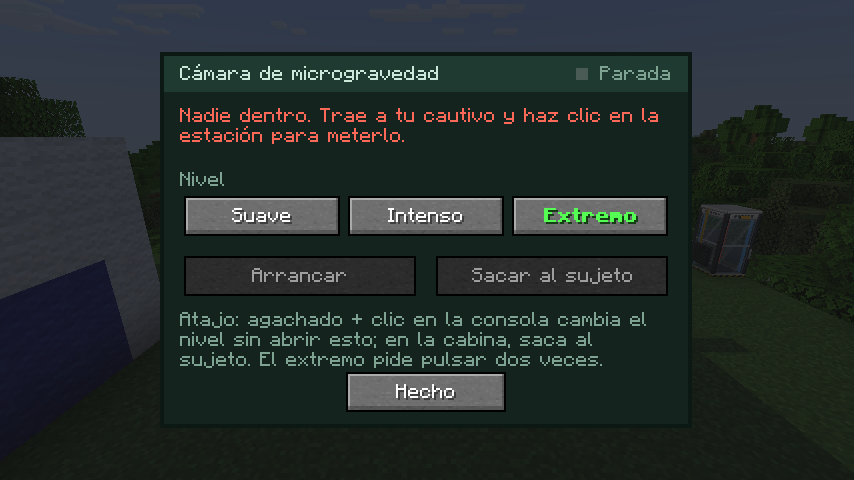 Cámara de microgravedad
Parada
Nadie dentro. Trae a tu cautivo y haz clic en la
estación para meterlo.
Nivel
Suave
Intenso
Extremo
Arrancar
Sacar al sujeto
Atajo: agachado + clic en la consola cambia el
nivel sin abrir esto; en la cabina, saca al
sujeto. El extremo pide pulsar dos veces.
Hecho